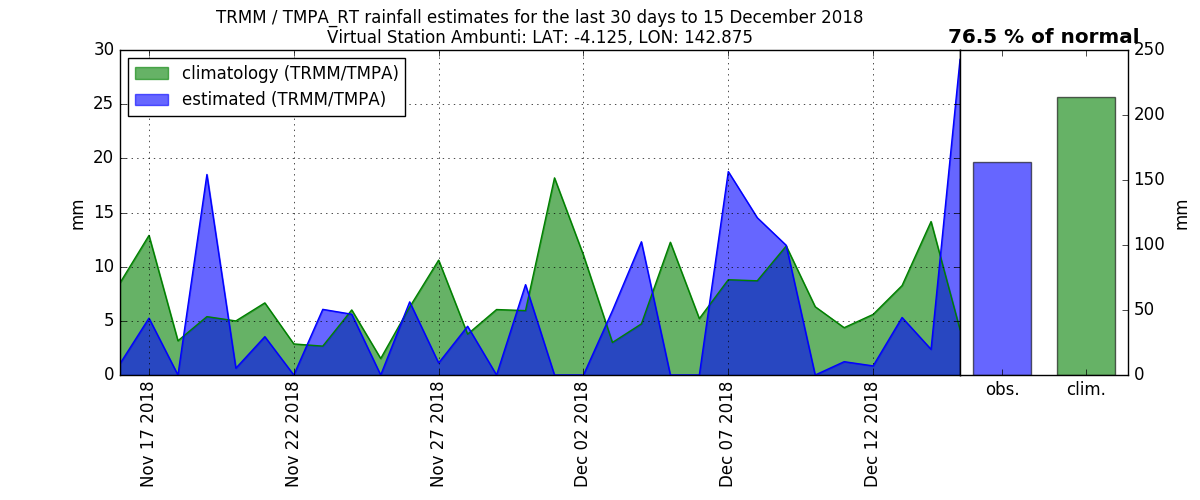 TRMM / TMPA_RT rainfall estimates for the last 30 days to 15 December 2018
Virtual Station Ambunti: LAT: -4.125, LON: 142.875
76.5 % of normal
climatology (TRMM/TMPA)
estimated (TRMM/TMPA)
30
25
20
15
10
5
0
mm
250
200
150
100
50
0
mm
Nov 17 2018
Nov 22 2018
Nov 27 2018
Dec 02 2018
Dec 07 2018
Dec 12 2018
obs.
clim.